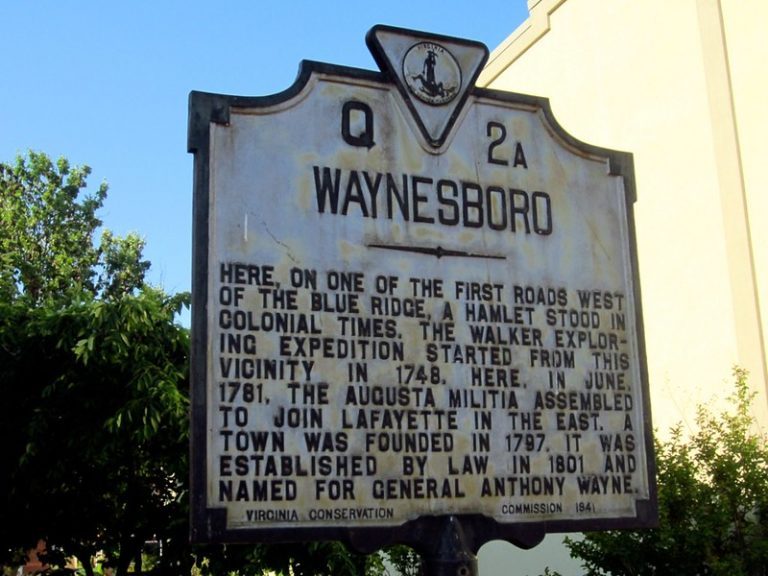 VIRGINIA
Q 2A
WAYNESBORO
HERE, ON ONE OF THE FIRST ROADS WEST
OF THE BLUE RIDGE, A HAMLET STOOD IN
COLONIAL TIMES. THE WALKER EXPLOR-
ING EXPEDITION STARTED FROM THIS
VICINITY IN 1748. HERE, IN JUNE,
1781, THE AUGUSTA MILITIA ASSEMBLED
TO JOIN LAFAYETTE IN THE EAST. A
TOWN WAS FOUNDED IN 1797. IT WAS
ESTABLISHED BY LAW IN 1801 AND
NAMED FOR GENERAL ANTHONY WAYNE.
VIRGINIA CONSERVATION COMMISSION 1941